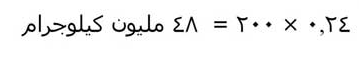 ٠,٢٤ × ٢٠٠ = ٤٨ مليون كيلوجرام